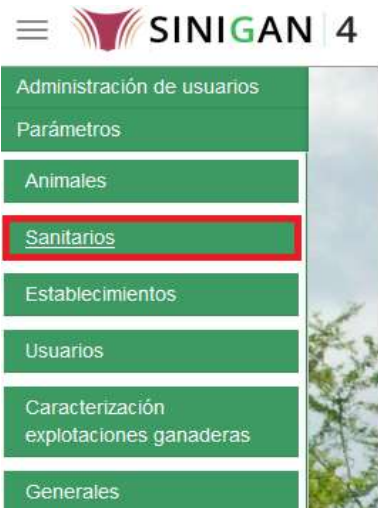 SINIGAN 4
Administración de usuarios
Parámetros
Animales
Sanitarios
Establecimientos
Usuarios
Caracterización
explotaciones ganaderas
Generales